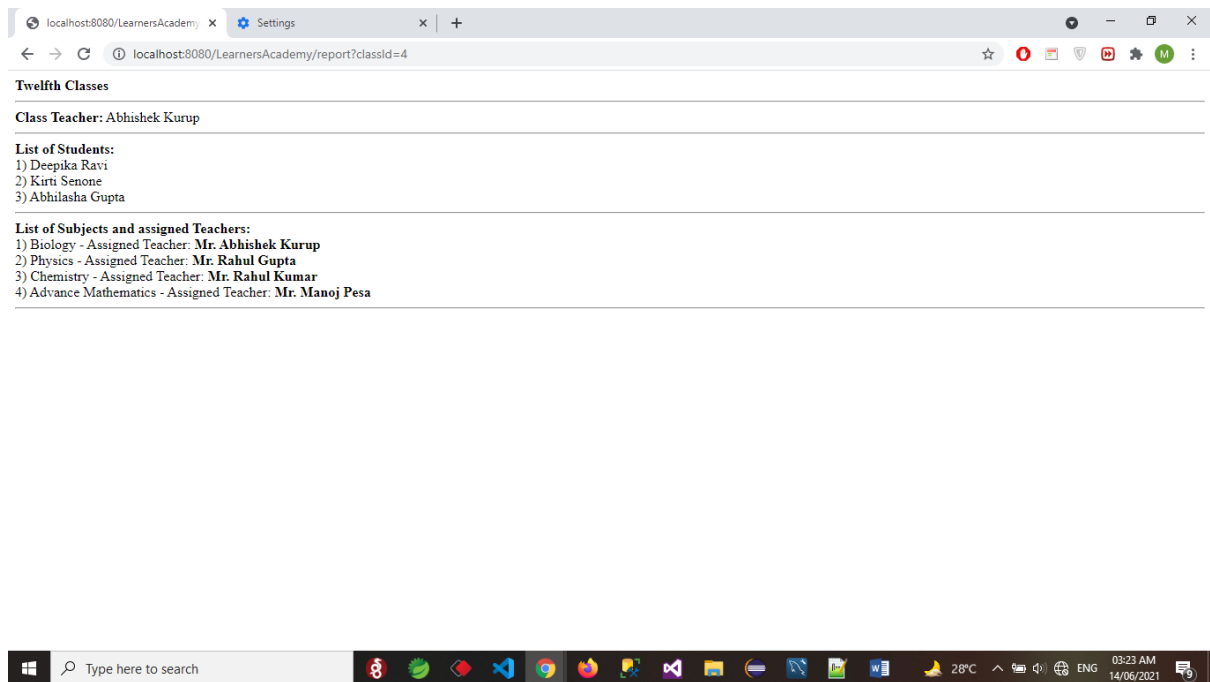 localhost:8080/LearnersAcademy
Settings
localhost:8080/LearnersAcademy/report?classId=4
M
Twelfth Classes
Class Teacher: Abhishek Kurup
List of Students:
1) Deepika Ravi
2) Kirti Senone
3) Abhilasha Gupta
List of Subjects and assigned Teachers:
1) Biology - Assigned Teacher: Mr. Abhishek Kurup
2) Physics - Assigned Teacher: Mr. Rahul Gupta
3) Chemistry - Assigned Teacher: Mr. Rahul Kumar
4) Advance Mathematics - Assigned Teacher: Mr. Manoj Pesa
Type here to search
28°C
ENG
03:23 AM
14/06/2021
9